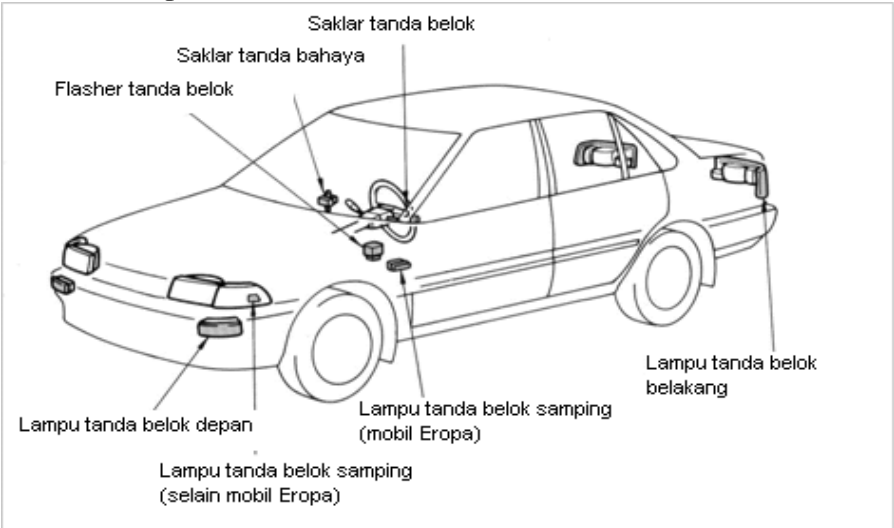 Saklar tanda belok
Saklar tanda bahaya
Flasher tanda belok
Lampu tanda belok
belakang
Lampu tanda belok samping
(mobil Eropa)
Lampu tanda belok depan
Lampu tanda belok samping
(selain mobil Eropa)